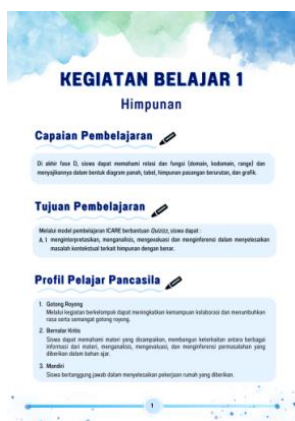 KEGIATAN BELAJAR 1
Himpunan
Capaian Pembelajaran
Di akhir fase D, siswa dapat memahami relasi dan fungsi (domain, kodomain, range) dan
menyajikannya dalam bentuk diagram panah, tabel, himpunan pasangan berurutan, dan grafik.
Tujuan Pembelajaran
Melalui model pembelajaran ICARE berbantuan Quizizz, siswa dapat :
A.1 menginterpretasikan, menganalisis, mengevaluasi dan menginferensi dalam menyelesaikan
masalah kontekstual terkait himpunan dengan benar.
Profil Pelajar Pancasila
1. Gotong Royong
Melalui kegiatan berkelompok dapat meningkatkan kemampuan kolaborasi dan menumbuhkan
rasa serta semangat gotong royong.
2. Bernalar Kritis
Siswa dapat memahami materi yang disampaikan, membangun keterkaitan antara berbagai
informasi dari materi, menganalisis, mengevaluasi, dan menginferensi permasalahan yang
diberikan dalam bahan ajar.
3. Mandiri
Siswa bertanggung jawab dalam menyelesaikan pekerjaan rumah yang diberikan.
1